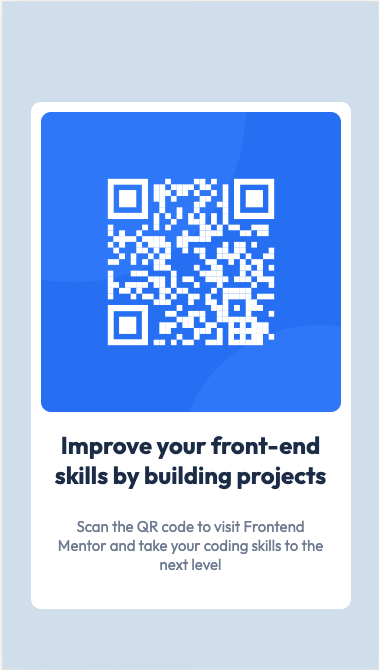 Improve your front-end
skills by building projects
Scan the QR code to visit Frontend
Mentor and take your coding skills to the
next level